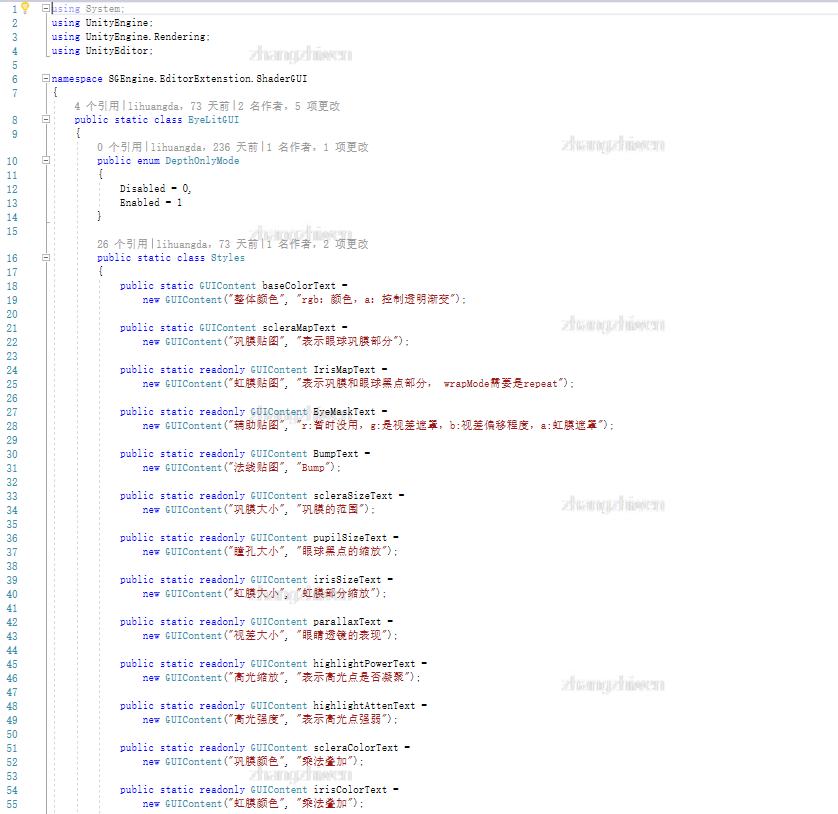 1 using System;
2 using UnityEngine;
3 using UnityEngine.Rendering;
4 using UnityEditor;
5
6 namespace SGEngine.EditorExtenstion.ShaderGUI
7 {
4 个引用|lihuangda，73 天前|2 名作者，5 项更改
8 public static class EyeLitGUI
9 {
0 个引用|lihuangda，236 天前|1 名作者，1 项更改
10 public enum DepthOnlyMode
11 {
12 Disabled = 0,
13 Enabled = 1
14 }
15
26 个引用|lihuangda，73 天前|1 名作者，2 项更改
16 public static class Styles
17 {
18 public static GUIContent baseColorText =
19 new GUIContent("整体颜色", "rgb：颜色，a：控制透明渐变");
20
21 public static GUIContent scleraMapText =
22 new GUIContent("巩膜贴图", "表示眼球巩膜部分");
23
24 public static readonly GUIContent IrisMapText =
25 new GUIContent("虹膜贴图", "表示巩膜和眼球黑点部分， wrapMode需要是repeat");
26
27 public static readonly GUIContent EyeMaskText =
28 new GUIContent("辅助贴图", "r:暂时没用，g:是视差遮罩，b:视差偏移程度，a:虹膜遮罩");
29
30 public static readonly GUIContent BumpText =
31 new GUIContent("法线贴图", "Bump");
32
33 public static readonly GUIContent scleraSizeText =
34 new GUIContent("巩膜大小", "巩膜的范围");
35
36 public static readonly GUIContent pupilSizeText =
37 new GUIContent("瞳孔大小", "眼球黑点的缩放");
38
39 public static readonly GUIContent irisSizeText =
40 new GUIContent("虹膜大小", "虹膜部分缩放");
41
42 public static readonly GUIContent parallaxText =
43 new GUIContent("视差大小", "眼睛透镜的表现");
44
45 public static readonly GUIContent highlightPowerText =
46 new GUIContent("高光缩放", "表示高光点是否凝聚");
47
48 public static readonly GUIContent highlightAttenText =
49 new GUIContent("高光强度", "表示高光点强弱");
50
51 public static readonly GUIContent scleraColorText =
52 new GUIContent("巩膜颜色", "乘法叠加");
53
54 public static readonly GUIContent irisColorText =
55 new GUIContent("虹膜颜色", "乘法叠加");
zhangzhiwen
zhangzhiwen
zhangzhiwen
zhangzhiwen
zhangzhiwen
zhangzhiwen
zhangzhiwen
zhangzhiwen
zhangzhiwen